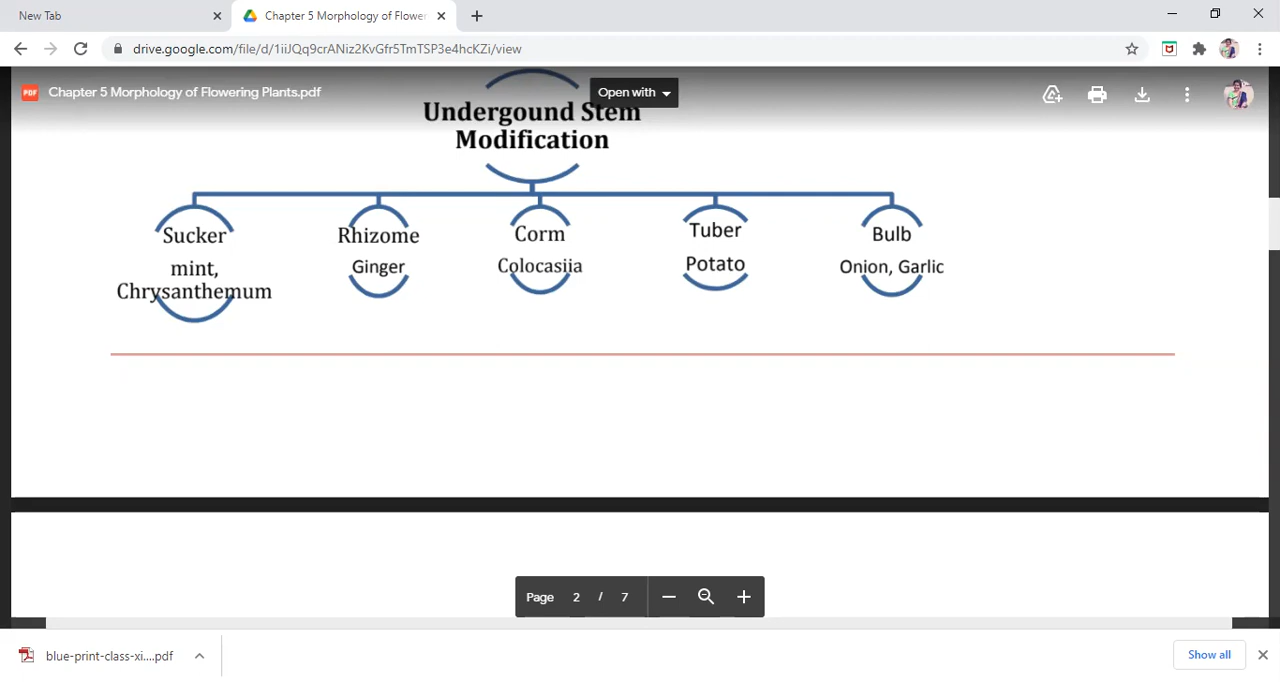 New Tab
Chapter 5 Morphology of Flower
drive.google.com/file/d/1iiJQq9crANiz2KvGfr5TmTSP3e4hcKZi/view
PDF
Chapter 5 Morphology of Flowering Plants.pdf
Open with
Undergound Stem
Modification
Sucker
mint,
Chrysanthemum
Rhizome
Ginger
Corm
Colocasiia
Tuber
Potato
Bulb
Onion, Garlic
Page 2 / 7
blue-print-class-xi....pdf
Show all